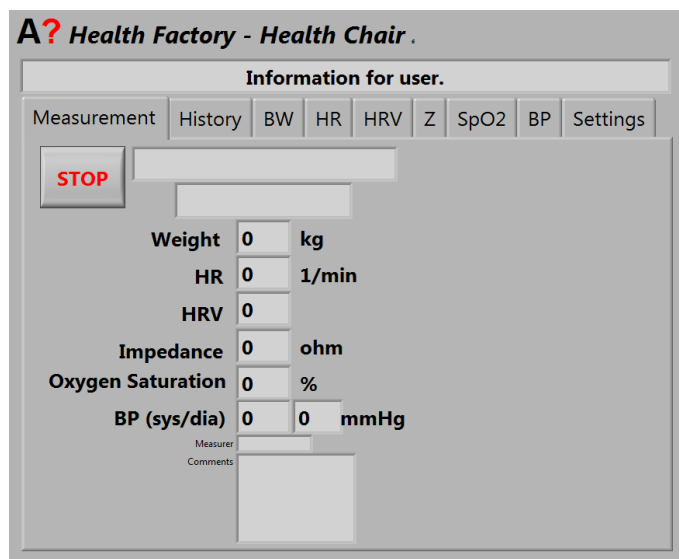 A? Health Factory - Health Chair .
Information for user.
Measurement History BW HR HRV Z SpO2 BP Settings
STOP
Weight 0 kg
HR 0 1/min
HRV 0
Impedance 0 ohm
Oxygen Saturation 0 %
BP (sys/dia) 0 0 mmHg
Measurer
Comments